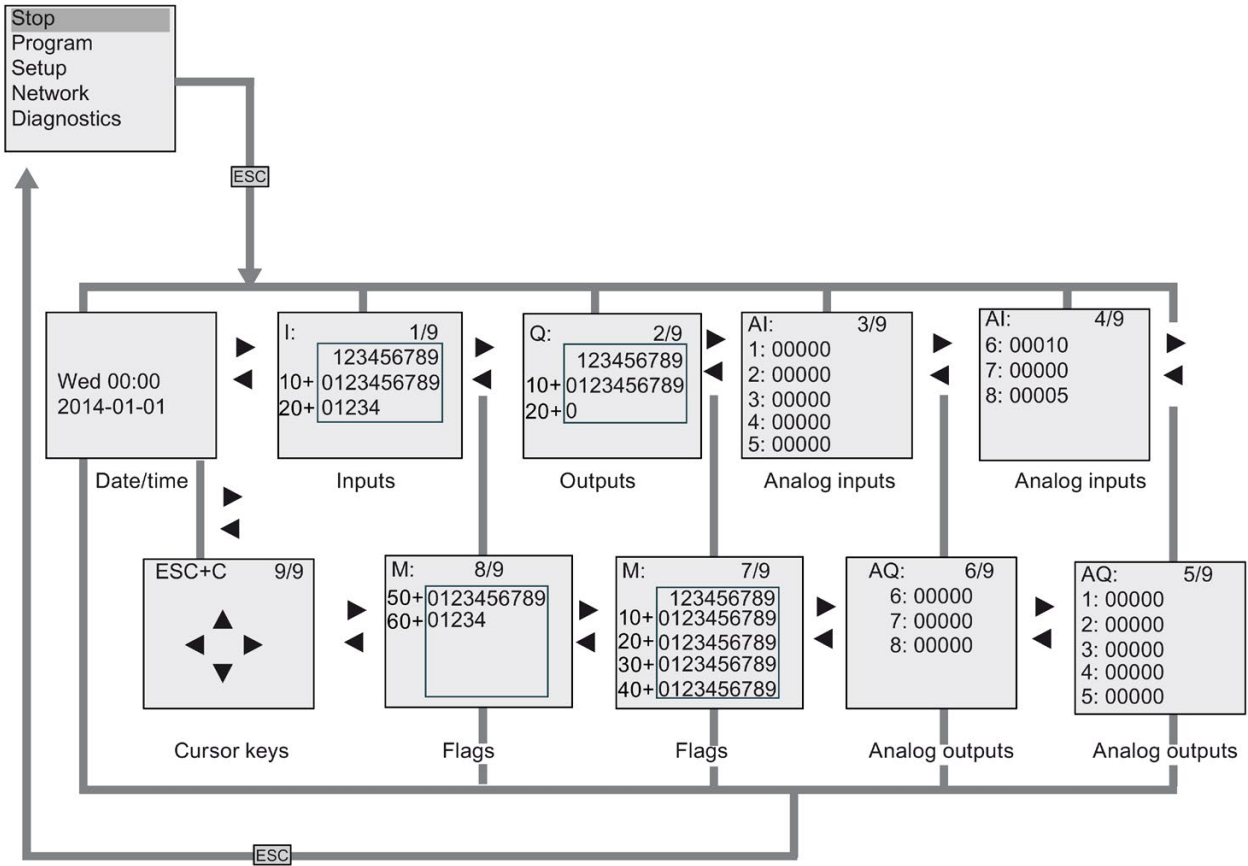 Stop
Program
Setup
Network
Diagnostics
ESC
Wed 00:00
2014-01-01
Date/time
I: 1/9
123456789
10+ 0123456789
20+ 01234
Inputs
Q: 2/9
123456789
10+ 0123456789
20+ 0
Outputs
AI: 3/9
1: 00000
2: 00000
3: 00000
4: 00000
5: 00000
Analog inputs
AI: 4/9
6: 00010
7: 00000
8: 00005
Analog inputs
ESC+C 9/9
Cursor keys
M: 8/9
50+ 0123456789
60+ 01234
Flags
M: 7/9
123456789
10+ 0123456789
20+ 0123456789
30+ 0123456789
40+ 0123456789
Flags
AQ: 6/9
6: 00000
7: 00000
8: 00000
Analog outputs
AQ: 5/9
1: 00000
2: 00000
3: 00000
4: 00000
5: 00000
Analog outputs
ESC